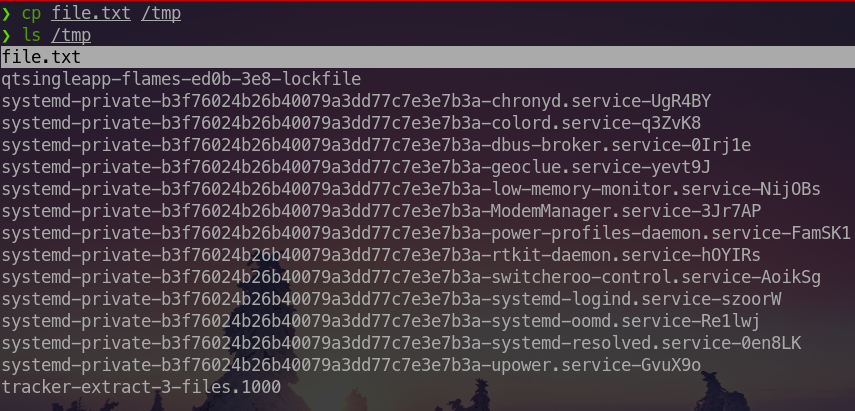 ❯ cp file.txt /tmp
❯ ls /tmp
file.txt
qtsingleapp-flames-ed0b-3e8-lockfile
systemd-private-b3f76024b26b40079a3dd77c7e3e7b3a-chronyd.service-UgR4BY
systemd-private-b3f76024b26b40079a3dd77c7e3e7b3a-colord.service-q3ZvK8
systemd-private-b3f76024b26b40079a3dd77c7e3e7b3a-dbus-broker.service-0Irj1e
systemd-private-b3f76024b26b40079a3dd77c7e3e7b3a-geoclue.service-yevt9J
systemd-private-b3f76024b26b40079a3dd77c7e3e7b3a-low-memory-monitor.service-NijOBs
systemd-private-b3f76024b26b40079a3dd77c7e3e7b3a-ModemManager.service-3Jr7AP
systemd-private-b3f76024b26b40079a3dd77c7e3e7b3a-power-profiles-daemon.service-FamSK1
systemd-private-b3f76024b26b40079a3dd77c7e3e7b3a-rtkit-daemon.service-hOYIRs
systemd-private-b3f76024b26b40079a3dd77c7e3e7b3a-switcheroo-control.service-AoikSg
systemd-private-b3f76024b26b40079a3dd77c7e3e7b3a-systemd-logind.service-szoorW
systemd-private-b3f76024b26b40079a3dd77c7e3e7b3a-systemd-oomd.service-Re1lwj
systemd-private-b3f76024b26b40079a3dd77c7e3e7b3a-systemd-resolved.service-0en8LK
systemd-private-b3f76024b26b40079a3dd77c7e3e7b3a-upower.service-GvuX9o
tracker-extract-3-files.1000